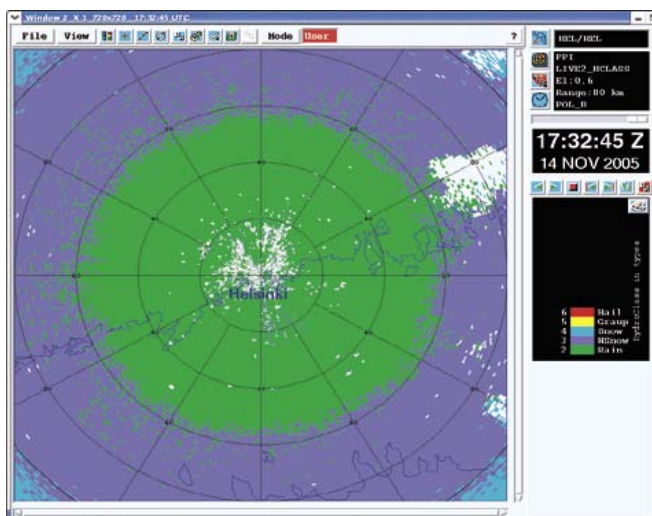 Window 2 X 1 720x720 17:32:45 UTC
File View Mode User ?
HEL/HEL
PPI
LIVE2_HCLASS
El:0.6
Range:80 km
POL_H
17:32:45 Z
14 NOV 2005
Helsinki
HydroClass in types
6 Hail
5 Graup
4 Snow
3 WSnow
2 Rain